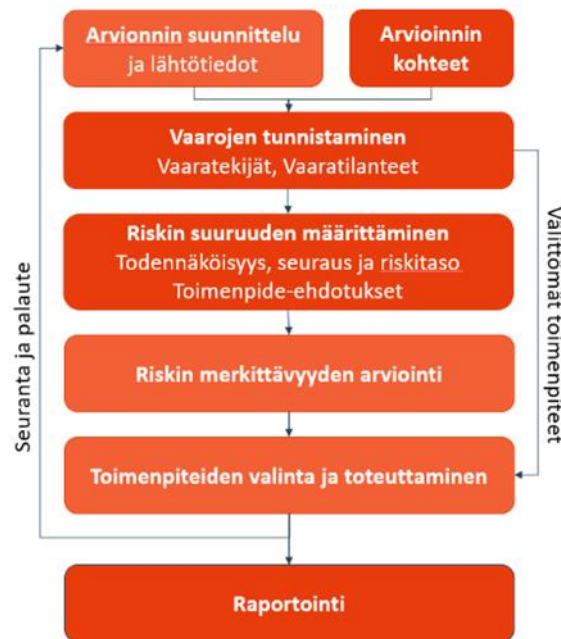 Arvionnin suunnittelu
ja lähtötiedot
Arvioinnin
kohteet
Vaarojen tunnistaminen
Vaaratekijät, Vaaratilanteet
Riskin suuruuden määrittäminen
Todennäköisyys, seuraus ja riskitaso
Toimenpide-ehdotukset
Riskin merkittävyyden arviointi
Toimenpiteiden valinta ja toteuttaminen
Raportointi
Seuranta ja palaute
Välittömät toimenpiteet